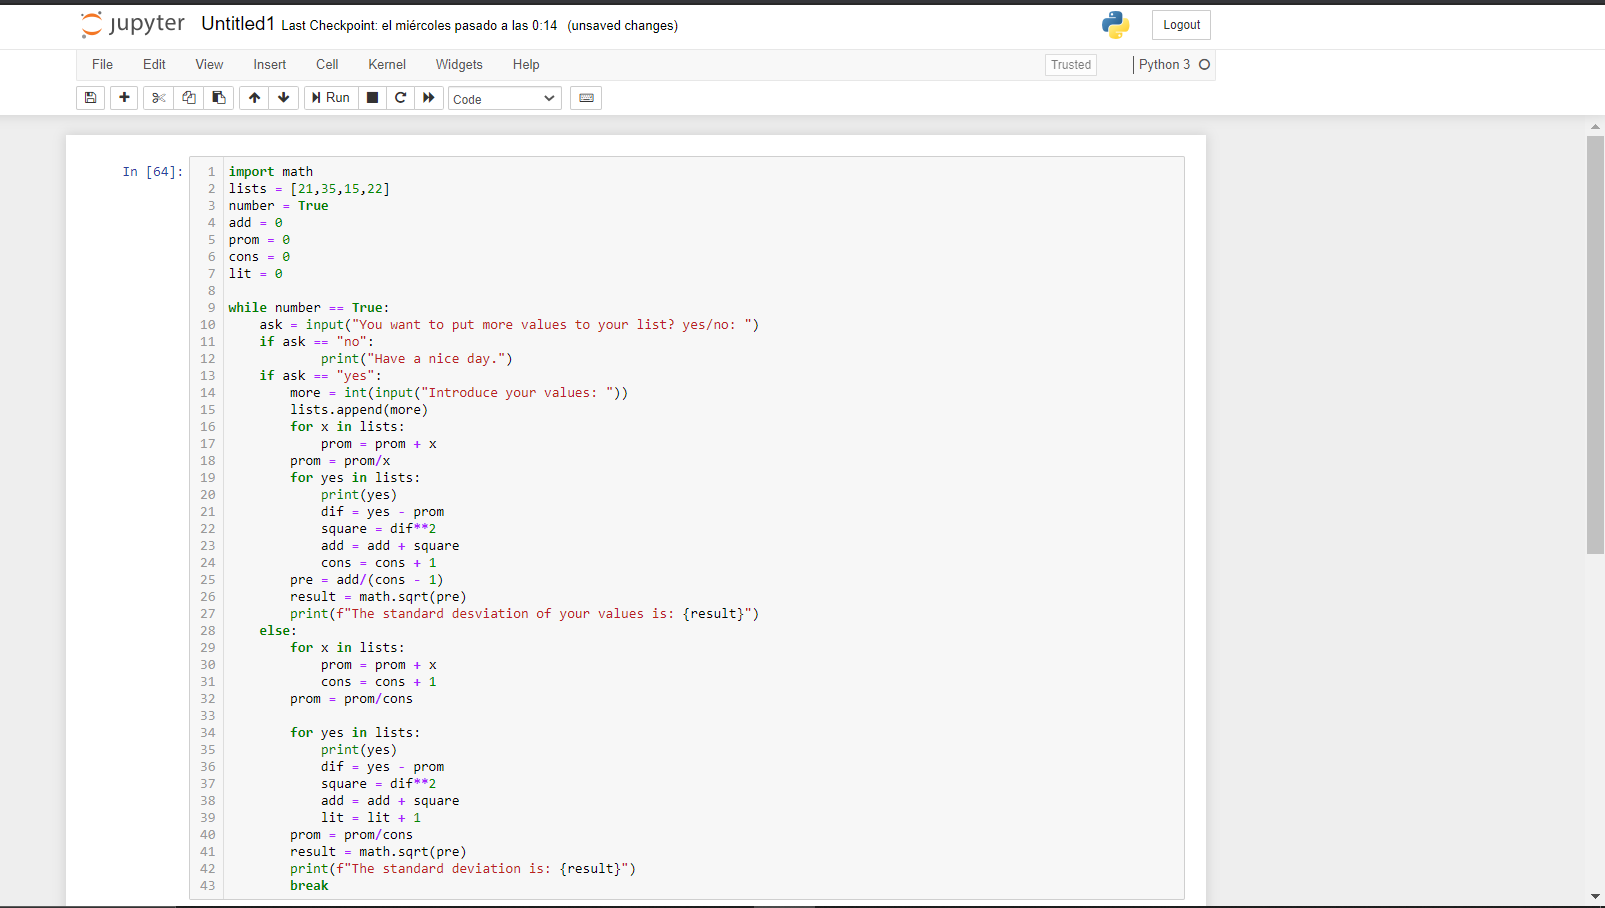 jupyter Untitled1 Last Checkpoint: el miércoles pasado a las 0:14 (unsaved changes) Logout
File Edit View Insert Cell Kernel Widgets Help Trusted Python 3
Run Code
In [64]:
1 import math
2 lists = [21,35,15,22]
3 number = True
4 add = 0
5 prom = 0
6 cons = 0
7 lit = 0
8
9 while number == True:
10     ask = input("You want to put more values to your list? yes/no: ")
11     if ask == "no":
12             print("Have a nice day.")
13     if ask == "yes":
14         more = int(input("Introduce your values: "))
15         lists.append(more)
16         for x in lists:
17             prom = prom + x
18         prom = prom/x
19         for yes in lists:
20             print(yes)
21             dif = yes - prom
22             square = dif**2
23             add = add + square
24             cons = cons + 1
25         pre = add/(cons - 1)
26         result = math.sqrt(pre)
27         print(f"The standard desviation of your values is: {result}")
28     else:
29         for x in lists:
30             prom = prom + x
31             cons = cons + 1
32         prom = prom/cons
33
34         for yes in lists:
35             print(yes)
36             dif = yes - prom
37             square = dif**2
38             add = add + square
39             lit = lit + 1
40         prom = prom/cons
41         result = math.sqrt(pre)
42         print(f"The standard deviation is: {result}")
43         break